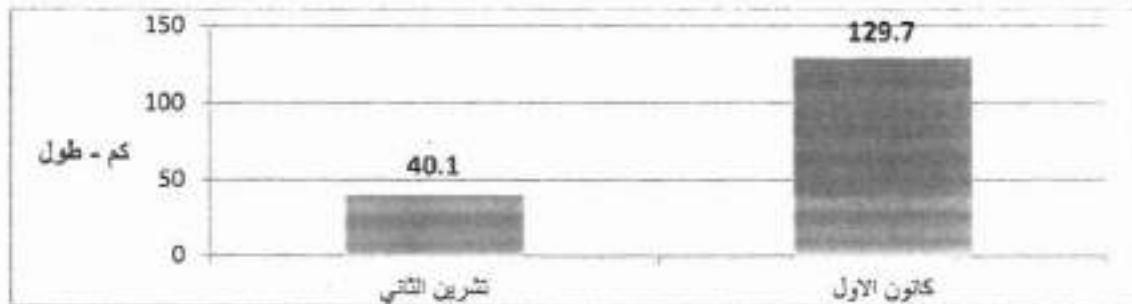 150
129.7
100
كم - طول
40.1
50
0
تشرين الثاني
كانون الاول